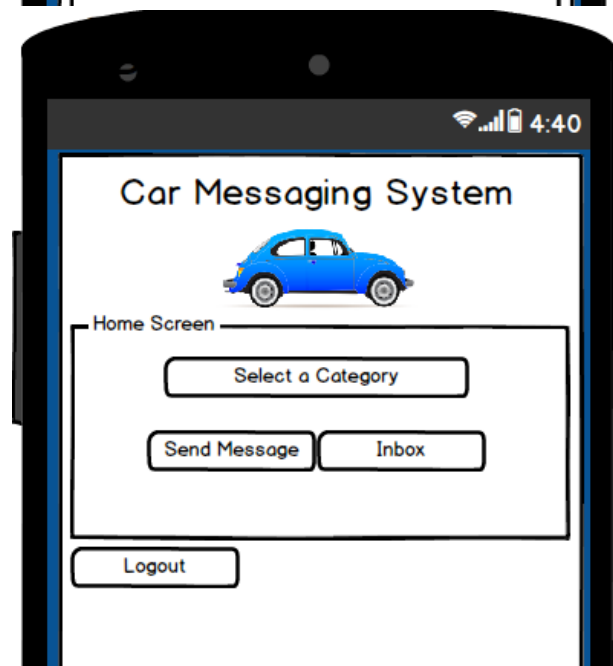 4:40
Car Messaging System
Home Screen
Select a Category
Send Message Inbox
Logout